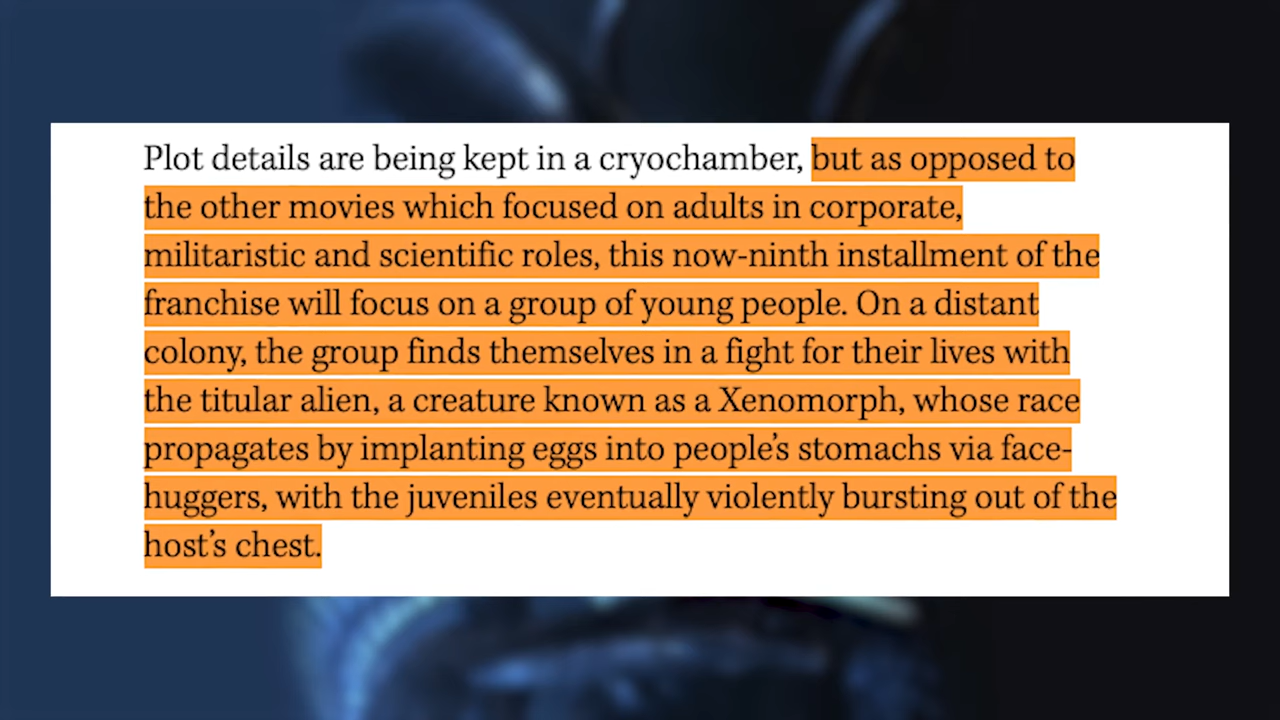 Plot details are being kept in a cryochamber, but as opposed to
the other movies which focused on adults in corporate,
militaristic and scientific roles, this now-ninth installment of the
franchise will focus on a group of young people. On a distant
colony, the group finds themselves in a fight for their lives with
the titular alien, a creature known as a Xenomorph, whose race
propagates by implanting eggs into people’s stomachs via face-
huggers, with the juveniles eventually violently bursting out of the
host’s chest.